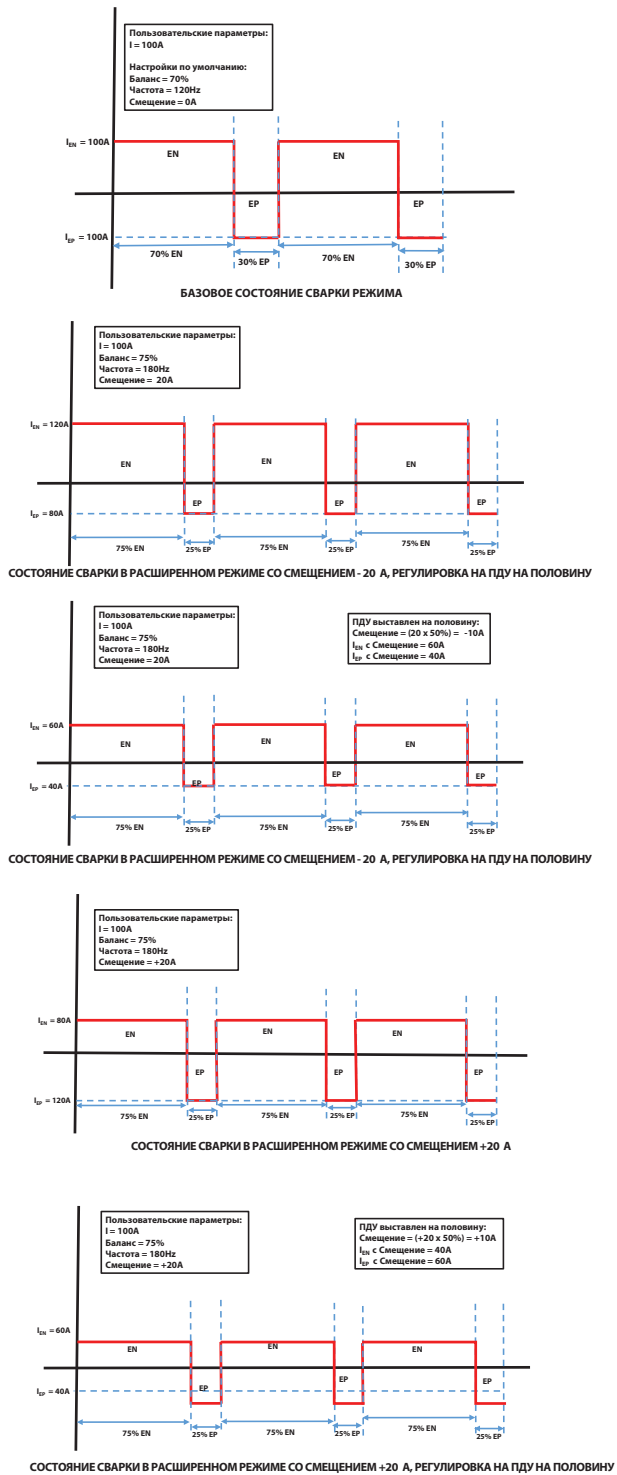 Пользовательские параметры:
I = 100A
Настройки по умолчанию:
Баланс = 70%
Частота = 120Hz
Смещение = 0A
IEN = 100A
EN
EN
EP
EP
IEP = 100A
70% EN
30% EP
70% EN
30% EP
БАЗОВОЕ СОСТОЯНИЕ СВАРКИ РЕЖИМА
Пользовательские параметры:
I = 100A
Баланс = 75%
Частота = 180Hz
Смещение = 20A
IEN = 120A
EN
EN
EN
EP
EP
EP
IEP = 80A
75% EN
25% EP
75% EN
25% EP
75% EN
25% EP
СОСТОЯНИЕ СВАРКИ В РАСШИРЕННОМ РЕЖИМЕ СО СМЕЩЕНИЕМ - 20 А, РЕГУЛИРОВКА НА ПДУ НА ПОЛОВИНУ
Пользовательские параметры:
I = 100A
Баланс = 75%
Частота = 180Hz
Смещение = 20A
ПДУ выставлен на половину:
Смещение = (20 x 50%) = -10A
IEN с Смещение = 60A
IEP с Смещение = 40A
IEN = 60A
EN
EN
EN
EP
EP
EP
IEP = 40A
75% EN
25% EP
75% EN
25% EP
75% EN
25% EP
СОСТОЯНИЕ СВАРКИ В РАСШИРЕННОМ РЕЖИМЕ СО СМЕЩЕНИЕМ - 20 А, РЕГУЛИРОВКА НА ПДУ НА ПОЛОВИНУ
Пользовательские параметры:
I = 100A
Баланс = 75%
Частота = 180Hz
Смещение = +20A
IEN = 80A
EN
EN
EN
EP
EP
EP
IEP = 120A
75% EN
25% EP
75% EN
25% EP
75% EN
25% EP
СОСТОЯНИЕ СВАРКИ В РАСШИРЕННОМ РЕЖИМЕ СО СМЕЩЕНИЕМ +20 А
Пользовательские параметры:
I = 100A
Баланс = 75%
Частота = 180Hz
Смещение = +20A
ПДУ выставлен на половину:
Смещение = (+20 x 50%) = +10A
IEN с Смещение = 40A
IEP с Смещение = 60A
IEN = 60A
EN
EN
EN
EP
EP
EP
IEP = 40A
75% EN
25% EP
75% EN
25% EP
75% EN
25% EP
СОСТОЯНИЕ СВАРКИ В РАСШИРЕННОМ РЕЖИМЕ СО СМЕЩЕНИЕМ +20 А, РЕГУЛИРОВКА НА ПДУ НА ПОЛОВИНУ